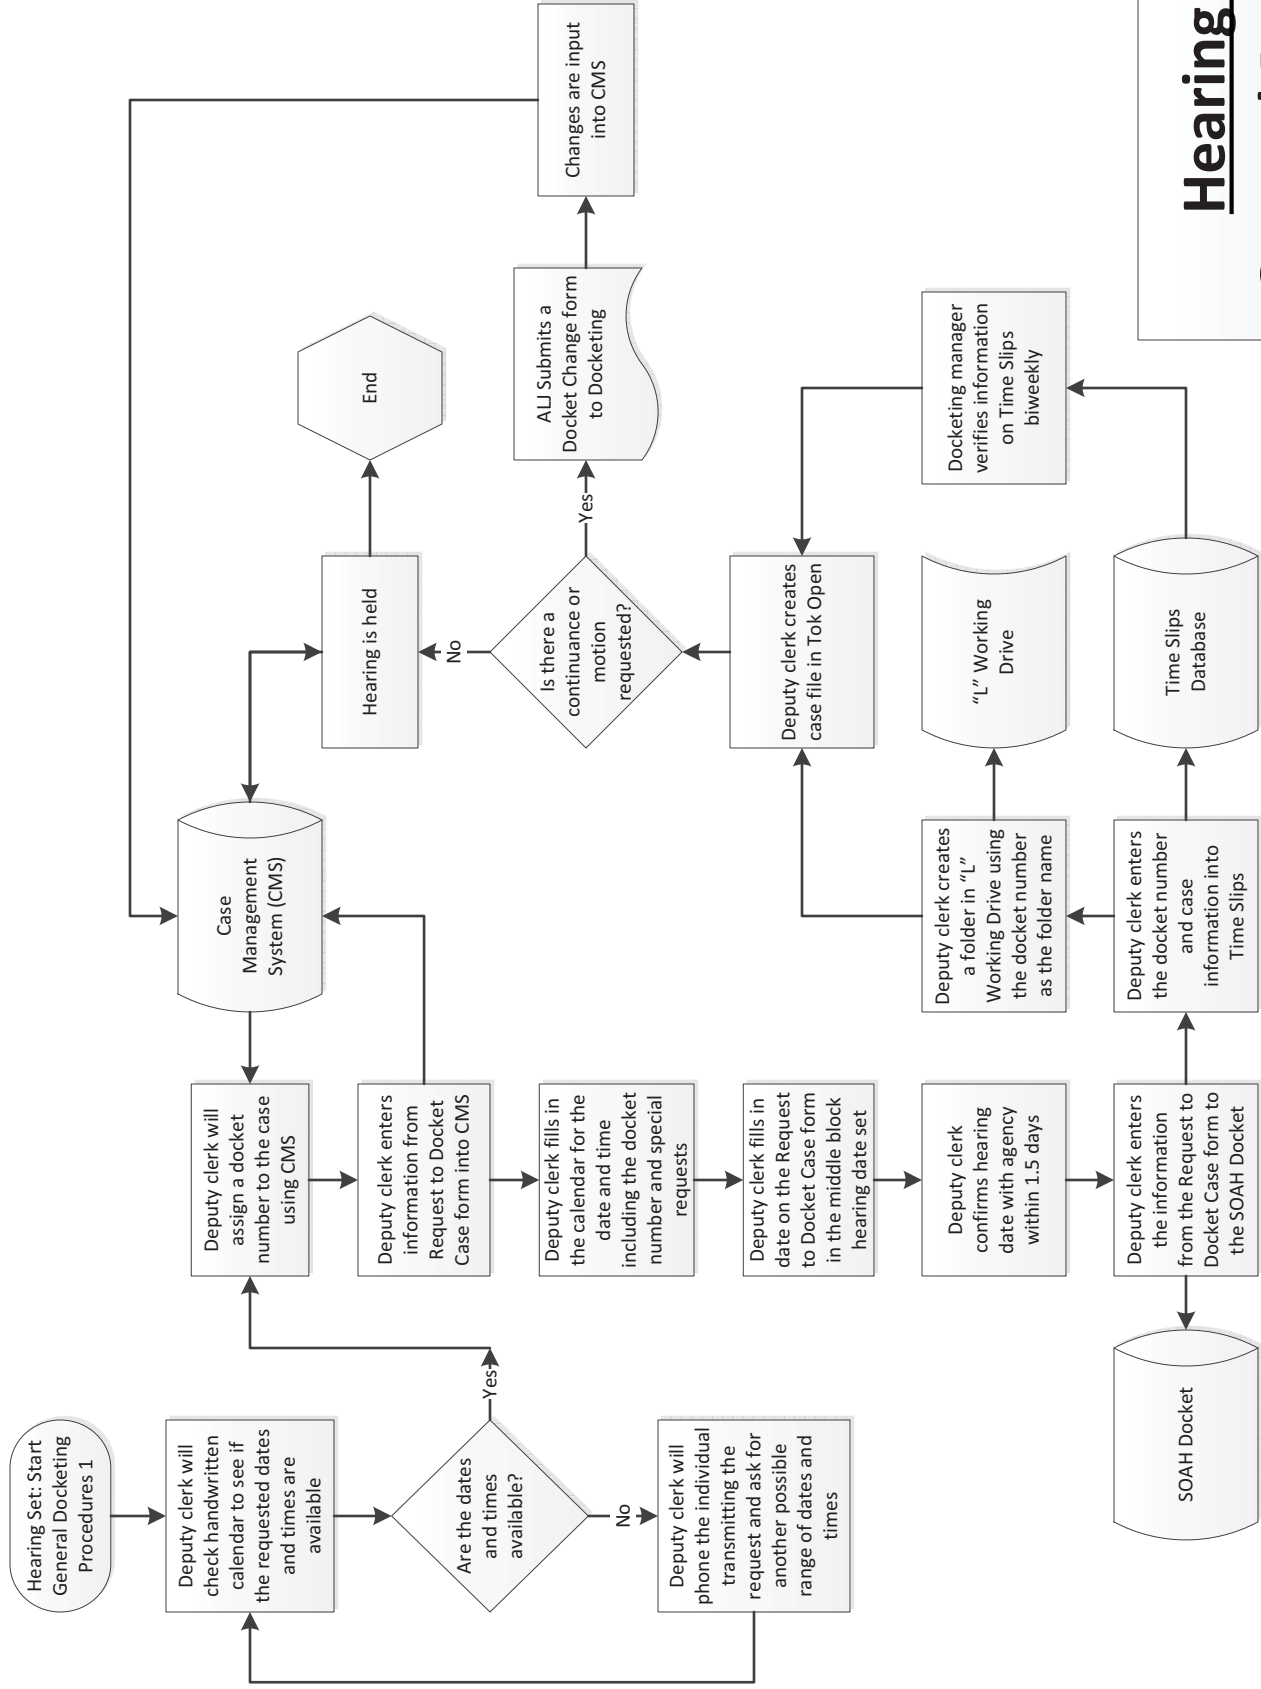 Hearing Set: Start
General Docketing
Procedures 1
Deputy clerk will
check handwritten
calendar to see if
the requested dates
and times are
available
Are the dates
and times
available?
Yes
No
Deputy clerk will
phone the individual
transmitting the
request and ask for
another possible
range of dates and
times
Deputy clerk will
assign a docket
number to the case
using CMS
Deputy clerk enters
information from
Request to Docket
Case form into CMS
Deputy clerk fills in
the calendar for the
date and time
including the docket
number and special
requests
Deputy clerk fills in
date on the Request
to Docket Case form
in the middle block
hearing date set
Deputy clerk
confirms hearing
date with agency
within 1.5 days
Deputy clerk enters
the information
from the Request to
Docket Case form to
the SOAH Docket
SOAH Docket
Case
Management
System (CMS)
Deputy clerk creates
a folder in “L”
Working Drive using
the docket number
as the folder name
Deputy clerk enters
the docket number
and case
information into
Time Slips
Hearing is held
No
Is there a
continuance or
motion
requested?
Yes
Deputy clerk creates
case file in Tok Open
“L” Working
Drive
Time Slips
Database
End
ALJ Submits a
Docket Change form
to Docketing
Docketing manager
verifies information
on Time Slips
biweekly
Changes are input
into CMS
Hearing